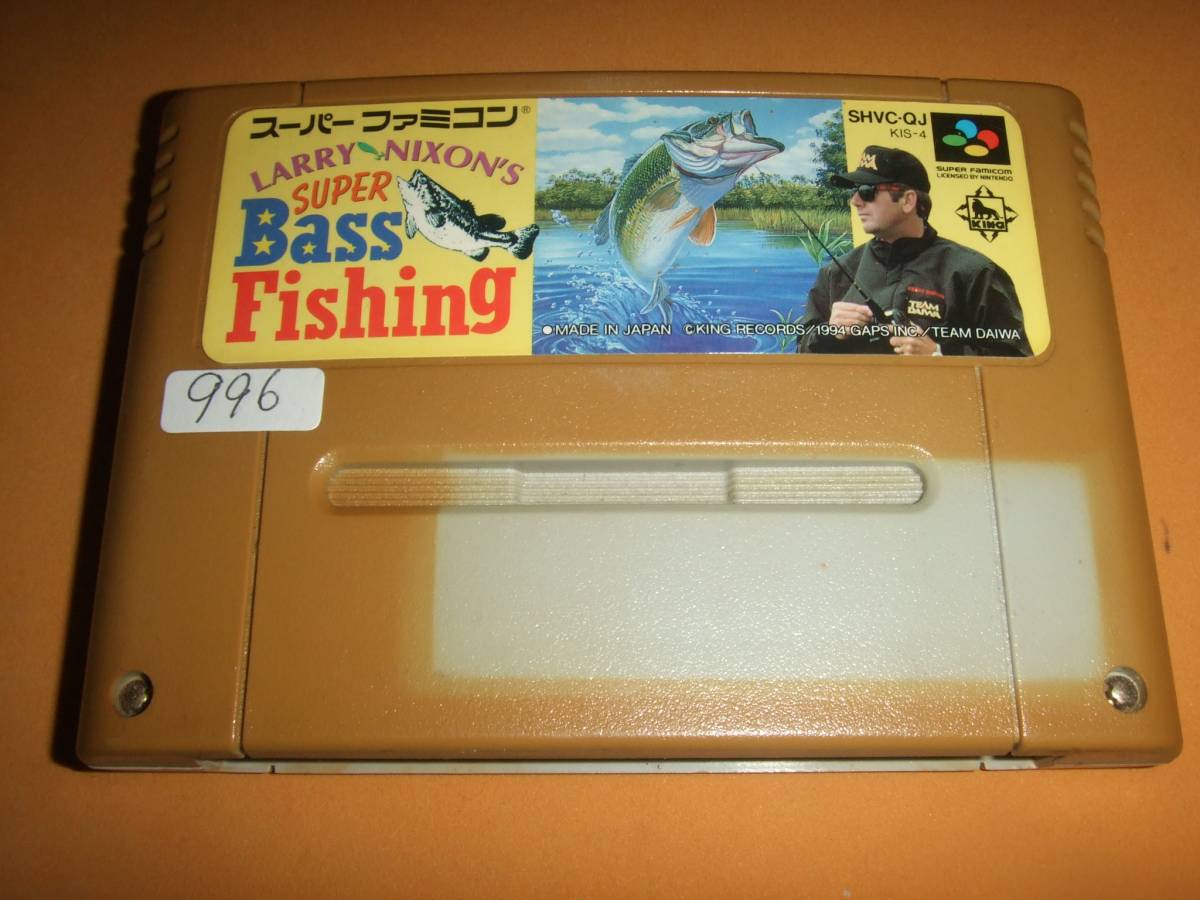 スーパーファミコン®
LARRY NIXON'S
SUPER
Bass
Fishing
SHVC-QJ
KIS-4
SUPER FAMICOM
LICENSED BY NINTENDO
KING
TEAM
DAIWA
●MADE IN JAPAN ©KING RECORDS/1994 GAPS INC./TEAM DAIWA
996